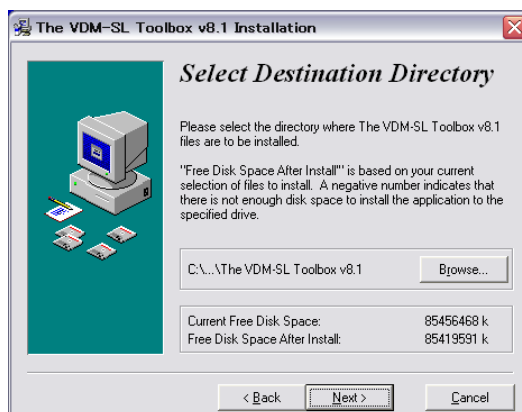 The VDM-SL Toolbox v8.1 Installation
Select Destination Directory
Please select the directory where The VDM-SL Toolbox v8.1
files are to be installed.
"Free Disk Space After Install"" is based on your current
selection of files to install. A negative number indicates that
there is not enough disk space to install the application to the
specified drive.
C:\...\The VDM-SL Toolbox v8.1 Browse...
Current Free Disk Space: 85456468 k
Free Disk Space After Install: 85419591 k
< Back Next > Cancel